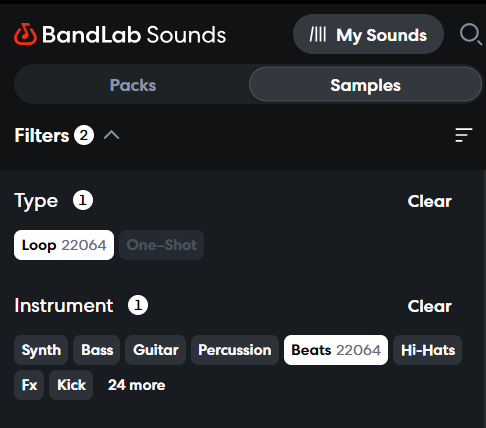 BandLab Sounds
My Sounds
Packs
Samples
Filters 2
Type 1
Clear
Loop 22064 One-Shot
Instrument 1
Clear
Synth Bass Guitar Percussion Beats 22064 Hi-Hats
Fx Kick 24 more